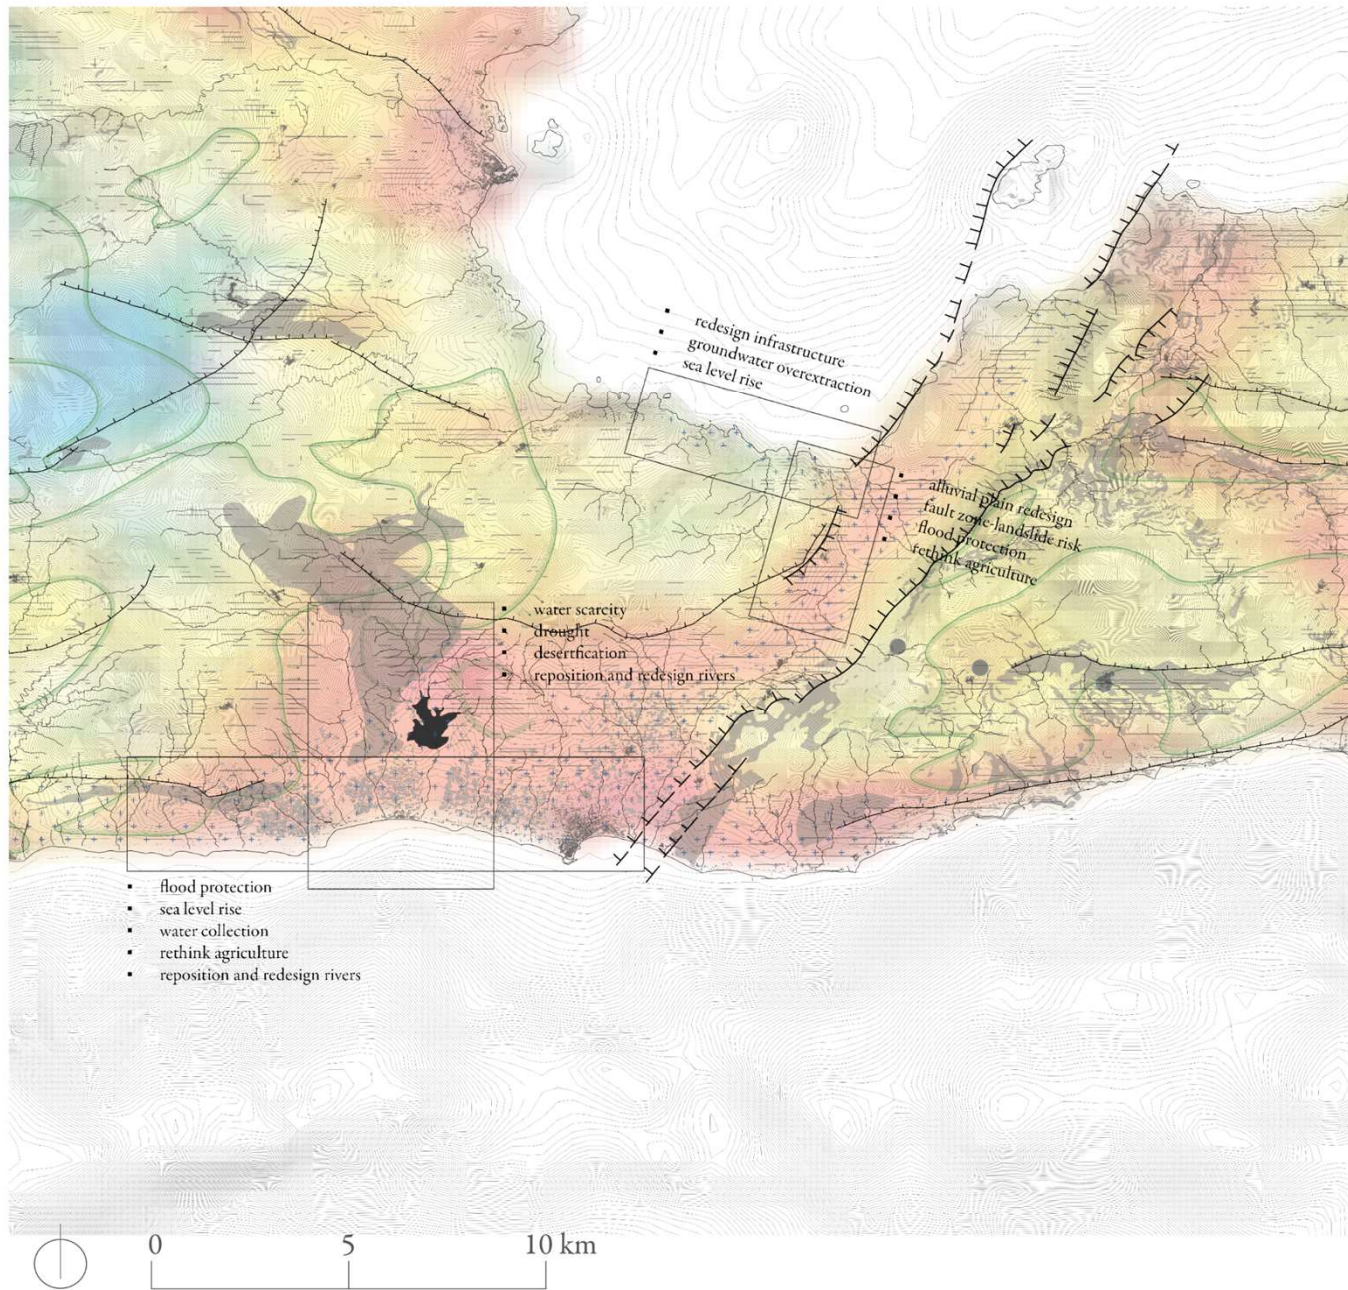 redesign infrastructure
groundwater overextraction
sea level rise
alluvial plain redesign
fault zone-landslide risk
flood protection
rethink agriculture
water scarcity
drought
desertfication
reposition and redesign rivers
flood protection
sea level rise
water collection
rethink agriculture
reposition and redesign rivers
0 5 10 km